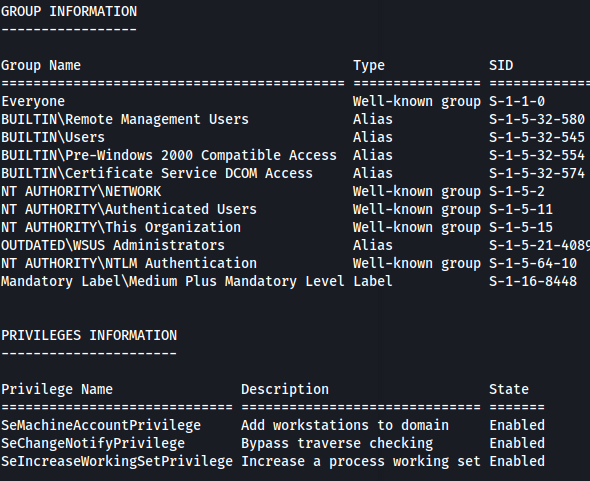 GROUP INFORMATION
-----------------
Group Name Type SID
=========================================== ================ =============
Everyone Well-known group S-1-1-0
BUILTIN\Remote Management Users Alias S-1-5-32-580
BUILTIN\Users Alias S-1-5-32-545
BUILTIN\Pre-Windows 2000 Compatible Access Alias S-1-5-32-554
BUILTIN\Certificate Service DCOM Access Alias S-1-5-32-574
NT AUTHORITY\NETWORK Well-known group S-1-5-2
NT AUTHORITY\Authenticated Users Well-known group S-1-5-11
NT AUTHORITY\This Organization Well-known group S-1-5-15
OUTDATED\WSUS Administrators Alias S-1-5-21-4089
NT AUTHORITY\NTLM Authentication Well-known group S-1-5-64-10
Mandatory Label\Medium Plus Mandatory Level Label S-1-16-8448
PRIVILEGES INFORMATION
----------------------
Privilege Name Description State
============================= ============================== =======
SeMachineAccountPrivilege Add workstations to domain Enabled
SeChangeNotifyPrivilege Bypass traverse checking Enabled
SeIncreaseWorkingSetPrivilege Increase a process working set Enabled